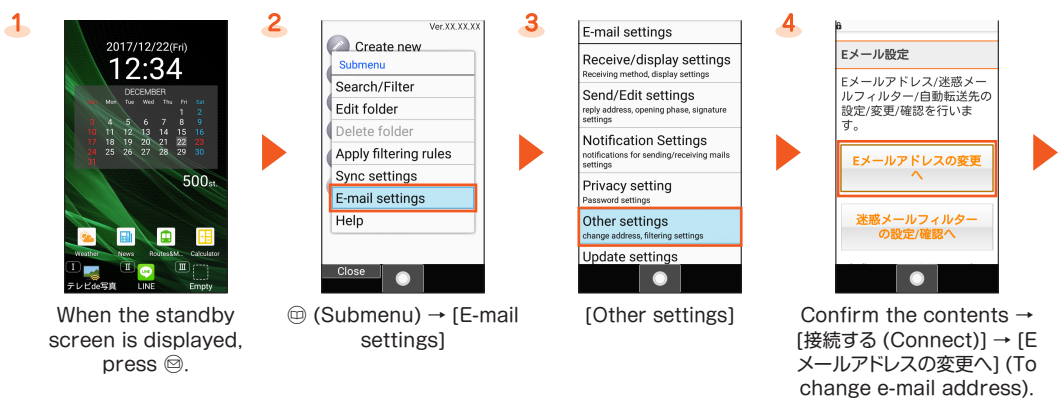 1
2017/12/22(Fri)
12:34
DECEMBER
Sun Mon Tue Wed Thu Fri Sat
1 2
3 4 5 6 7 8 9
10 11 12 13 14 15 16
17 18 19 20 21 22 23
24 25 26 27 28 29 30
31
500st.
Weather News Routes&M... Calculator
I II III
テレビde写真 LINE Empty
When the standby
screen is displayed,
press ✉.
2
Ver.XX.XX.XX
Create new
Submenu
Search/Filter
Edit folder
Delete folder
Apply filtering rules
Sync settings
E-mail settings
Help
Close
(Submenu) → [E-mail
settings]
3
E-mail settings
Receive/display settings
Receiving method, display settings
Send/Edit settings
reply address, opening phase, signature
settings
Notification Settings
notifications for sending/receiving mails
settings
Privacy setting
Password settings
Other settings
change address, filtering settings
Update settings
[Other settings]
4
Eメール設定
Eメールアドレス/迷惑メー
ルフィルター/自動転送先の
設定/変更/確認を行いま
す。
Eメールアドレスの変更
へ
迷惑メールフィルター
の設定/確認へ
Confirm the contents →
[接続する (Connect)] → [E
メールアドレスの変更へ] (To
change e-mail address).